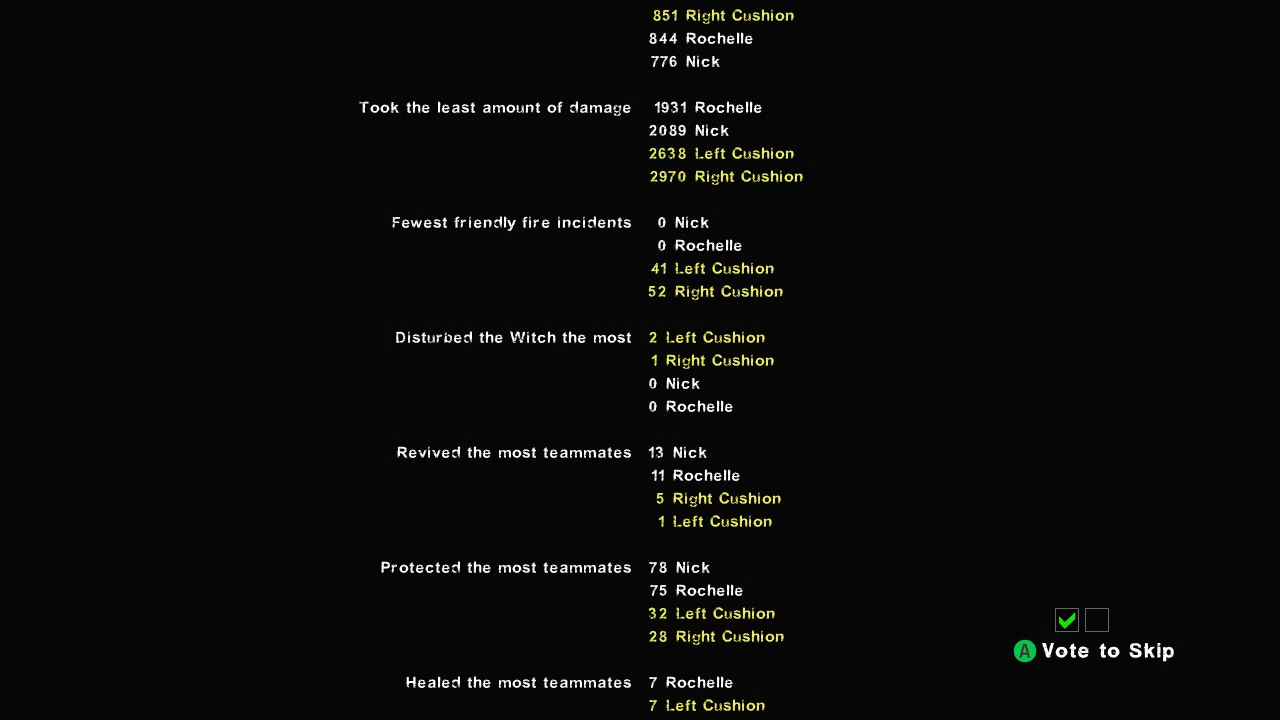 851 Right Cushion
844 Rochelle
776 Nick
Took the least amount of damage 1931 Rochelle
2089 Nick
2638 Left Cushion
2970 Right Cushion
Fewest friendly fire incidents 0 Nick
0 Rochelle
41 Left Cushion
52 Right Cushion
Disturbed the Witch the most 2 Left Cushion
1 Right Cushion
0 Nick
0 Rochelle
Revived the most teammates 13 Nick
11 Rochelle
5 Right Cushion
1 Left Cushion
Protected the most teammates 78 Nick
75 Rochelle
32 Left Cushion
28 Right Cushion
A Vote to Skip
Healed the most teammates 7 Rochelle
7 Left Cushion